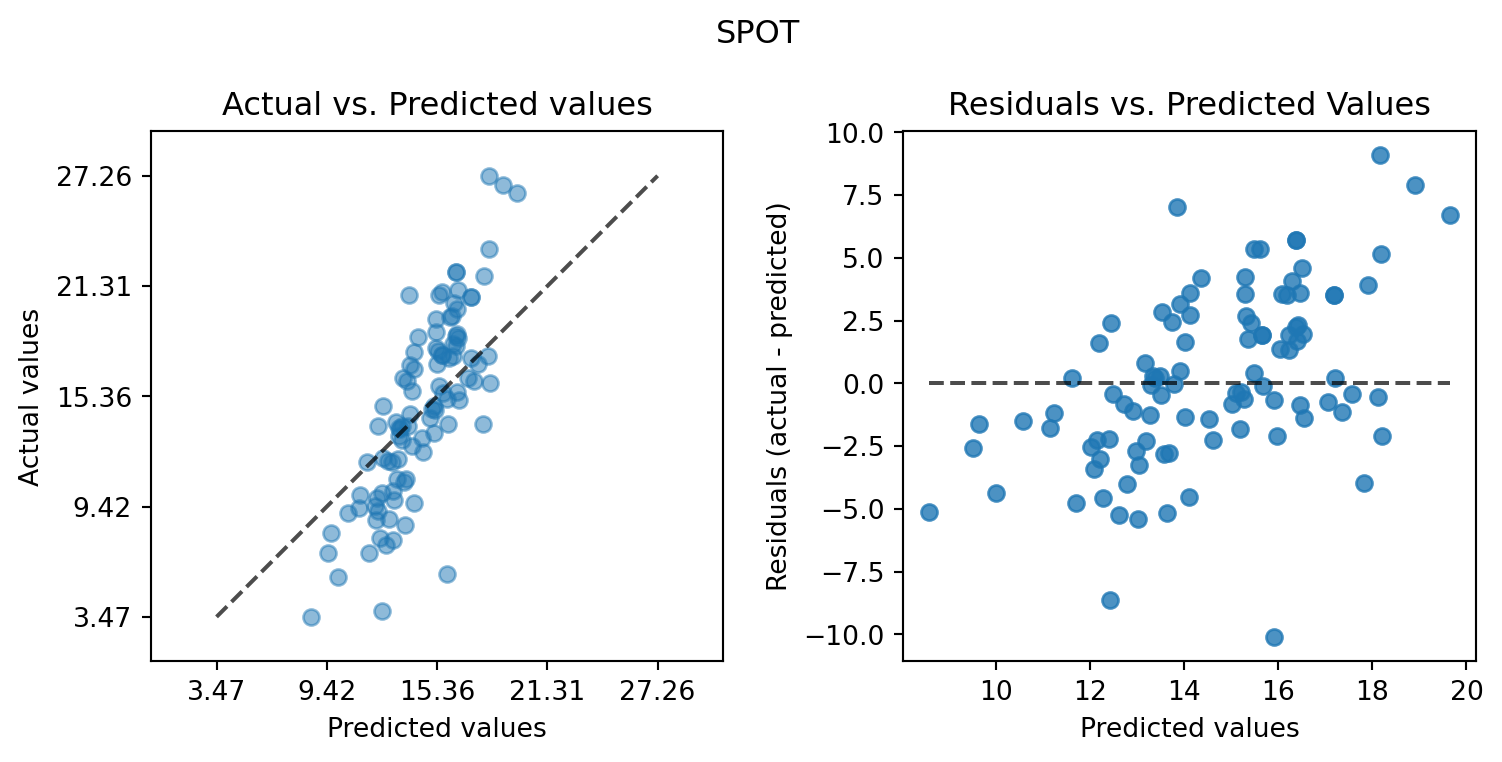 SPOT
Actual vs. Predicted values
27.26
21.31
15.36
9.42
3.47
Actual values
3.47 9.42 15.36 21.31 27.26
Predicted values
Residuals vs. Predicted Values
10.0
7.5
5.0
2.5
0.0
−2.5
−5.0
−7.5
−10.0
Residuals (actual - predicted)
10 12 14 16 18 20
Predicted values